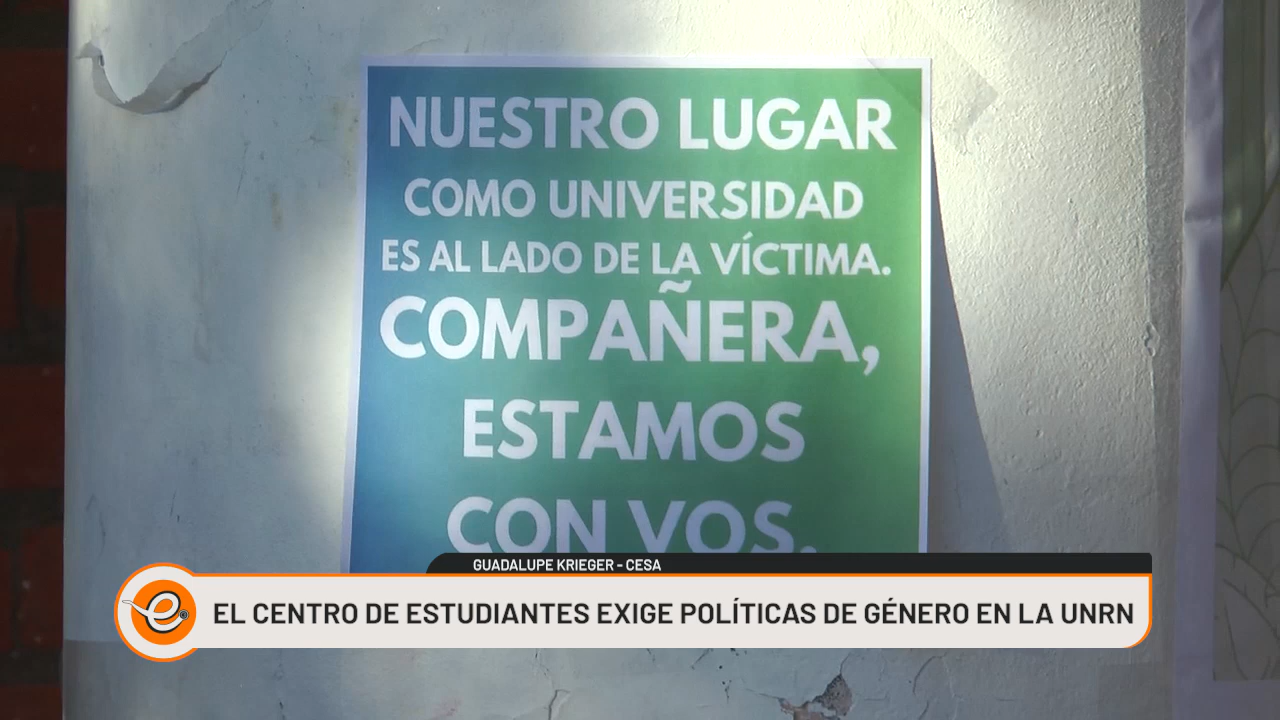 NUESTRO LUGAR
COMO UNIVERSIDAD
ES AL LADO DE LA VÍCTIMA.
COMPAÑERA,
ESTAMOS
CON VOS.
GUADALUPE KRIEGER - CESA
e
EL CENTRO DE ESTUDIANTES EXIGE POLÍTICAS DE GÉNERO EN LA UNRN